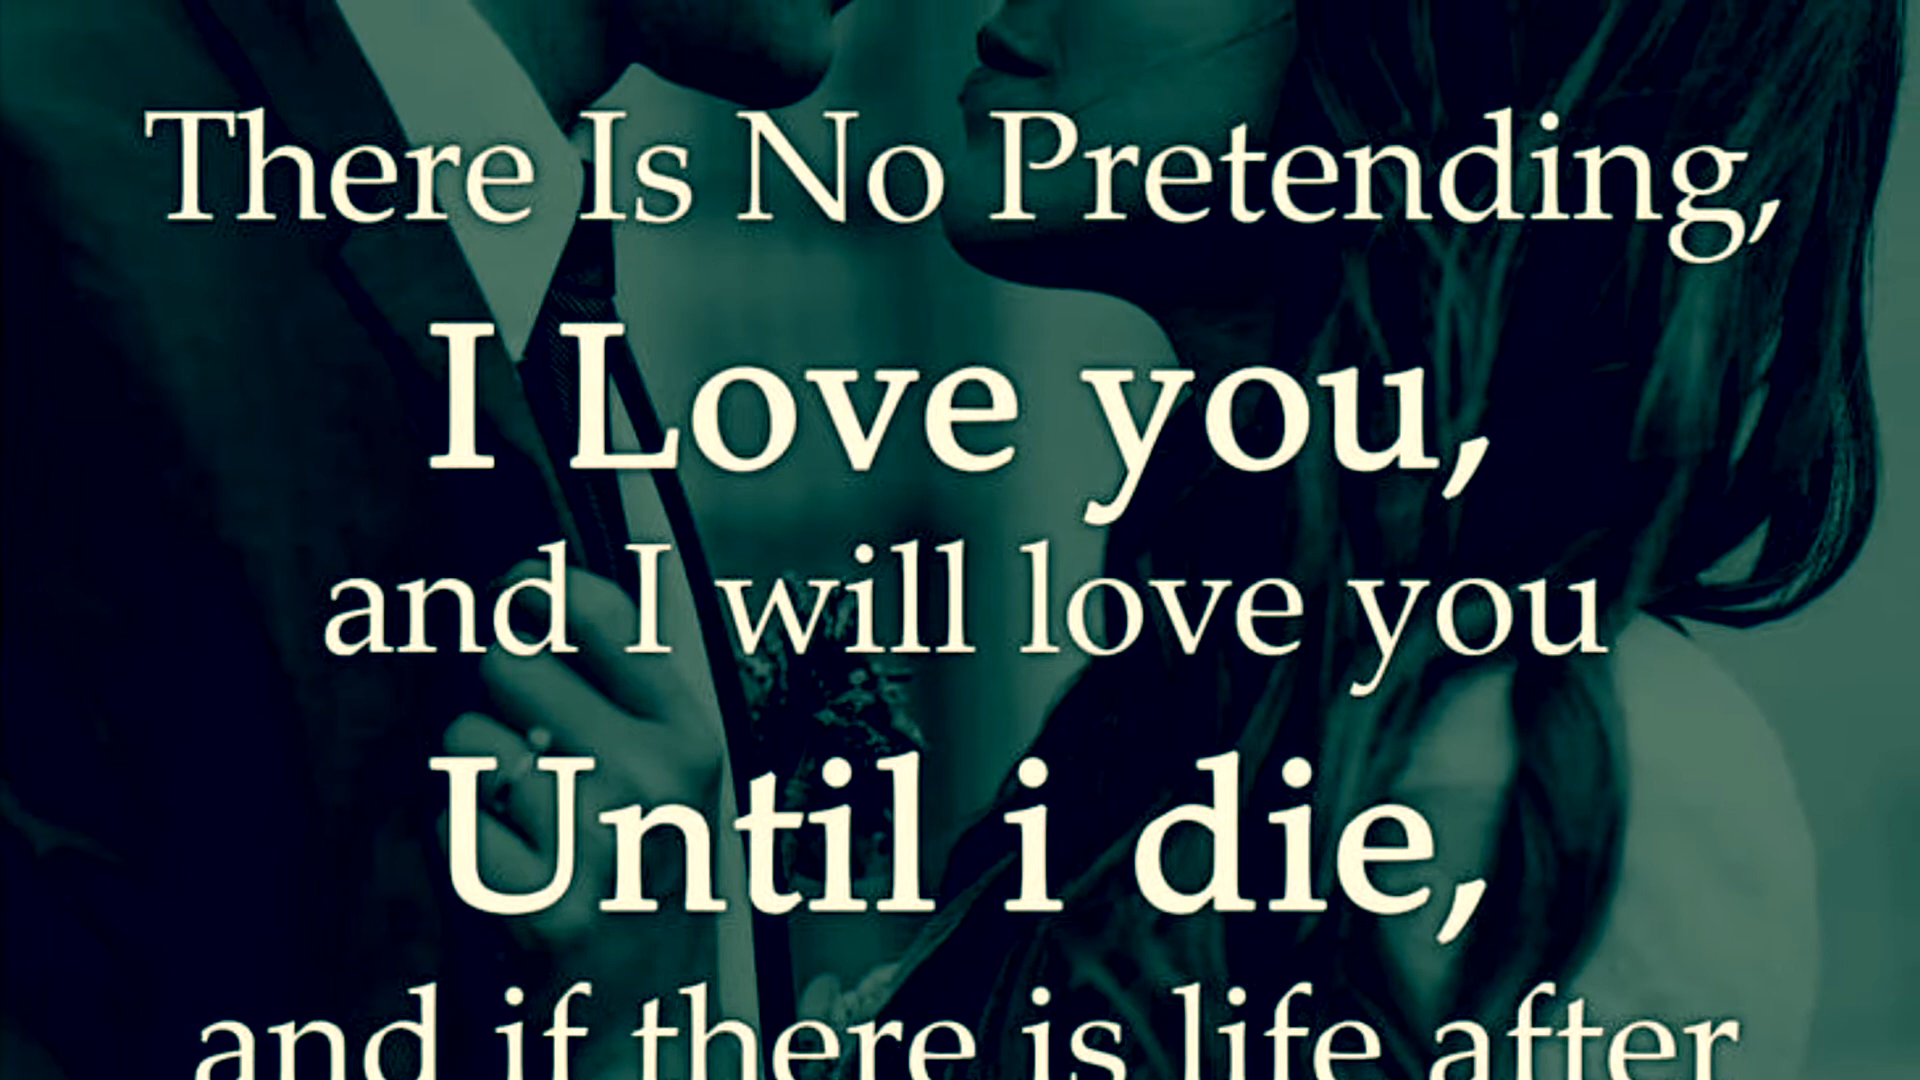 There Is No Pretending,
I Love you,
and I will love you
Until i die,
and if there is life after